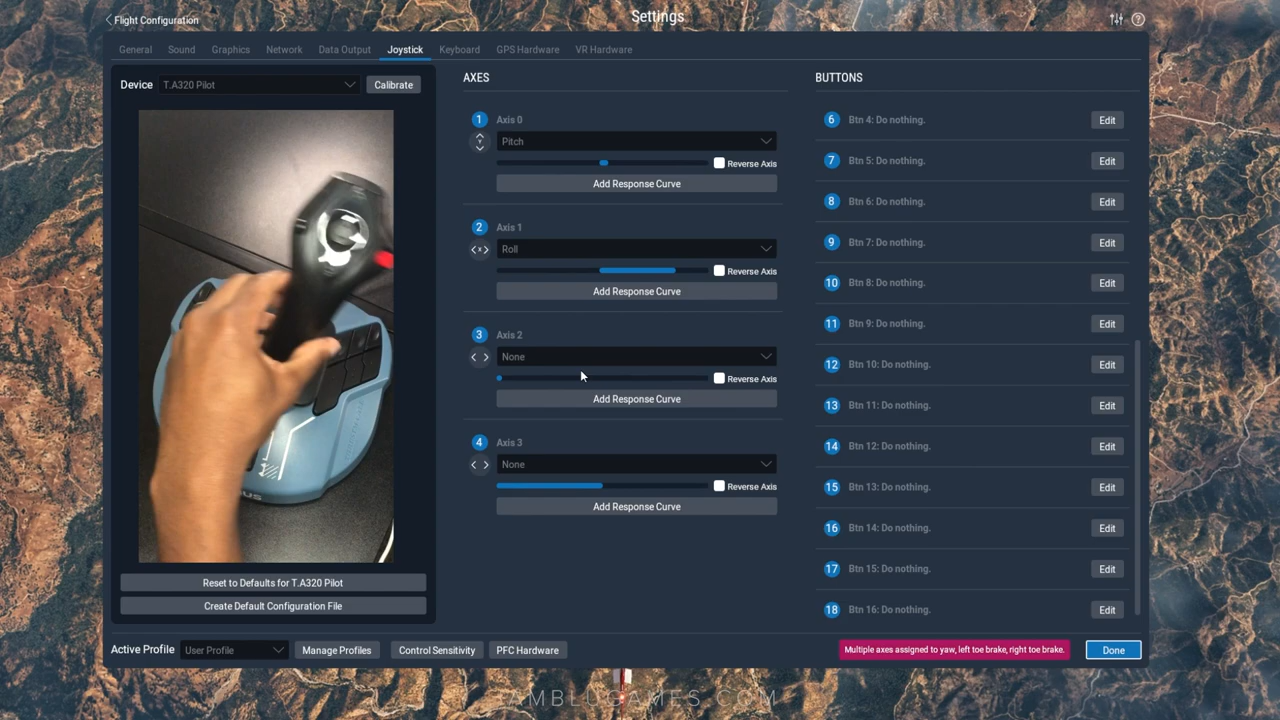 Flight Configuration
Settings
General
Sound
Graphics
Network
Data Output
Joystick
Keyboard
GPS Hardware
VR Hardware
Device
T.A320 Pilot
Calibrate
Reset to Defaults for T.A320 Pilot
Create Default Configuration File
AXES
1
Axis 0
Y
Pitch
Reverse Axis
Add Response Curve
2
Axis 1
x
Roll
Reverse Axis
Add Response Curve
3
Axis 2
None
Reverse Axis
Add Response Curve
4
Axis 3
None
Reverse Axis
Add Response Curve
BUTTONS
6 Btn 4: Do nothing. Edit
7 Btn 5: Do nothing. Edit
8 Btn 6: Do nothing. Edit
9 Btn 7: Do nothing. Edit
10 Btn 8: Do nothing. Edit
11 Btn 9: Do nothing. Edit
12 Btn 10: Do nothing. Edit
13 Btn 11: Do nothing. Edit
14 Btn 12: Do nothing. Edit
15 Btn 13: Do nothing. Edit
16 Btn 14: Do nothing. Edit
17 Btn 15: Do nothing. Edit
18 Btn 16: Do nothing. Edit
Active Profile
User Profile
Manage Profiles
Control Sensitivity
PFC Hardware
Multiple axes assigned to yaw, left toe brake, right toe brake.
Done